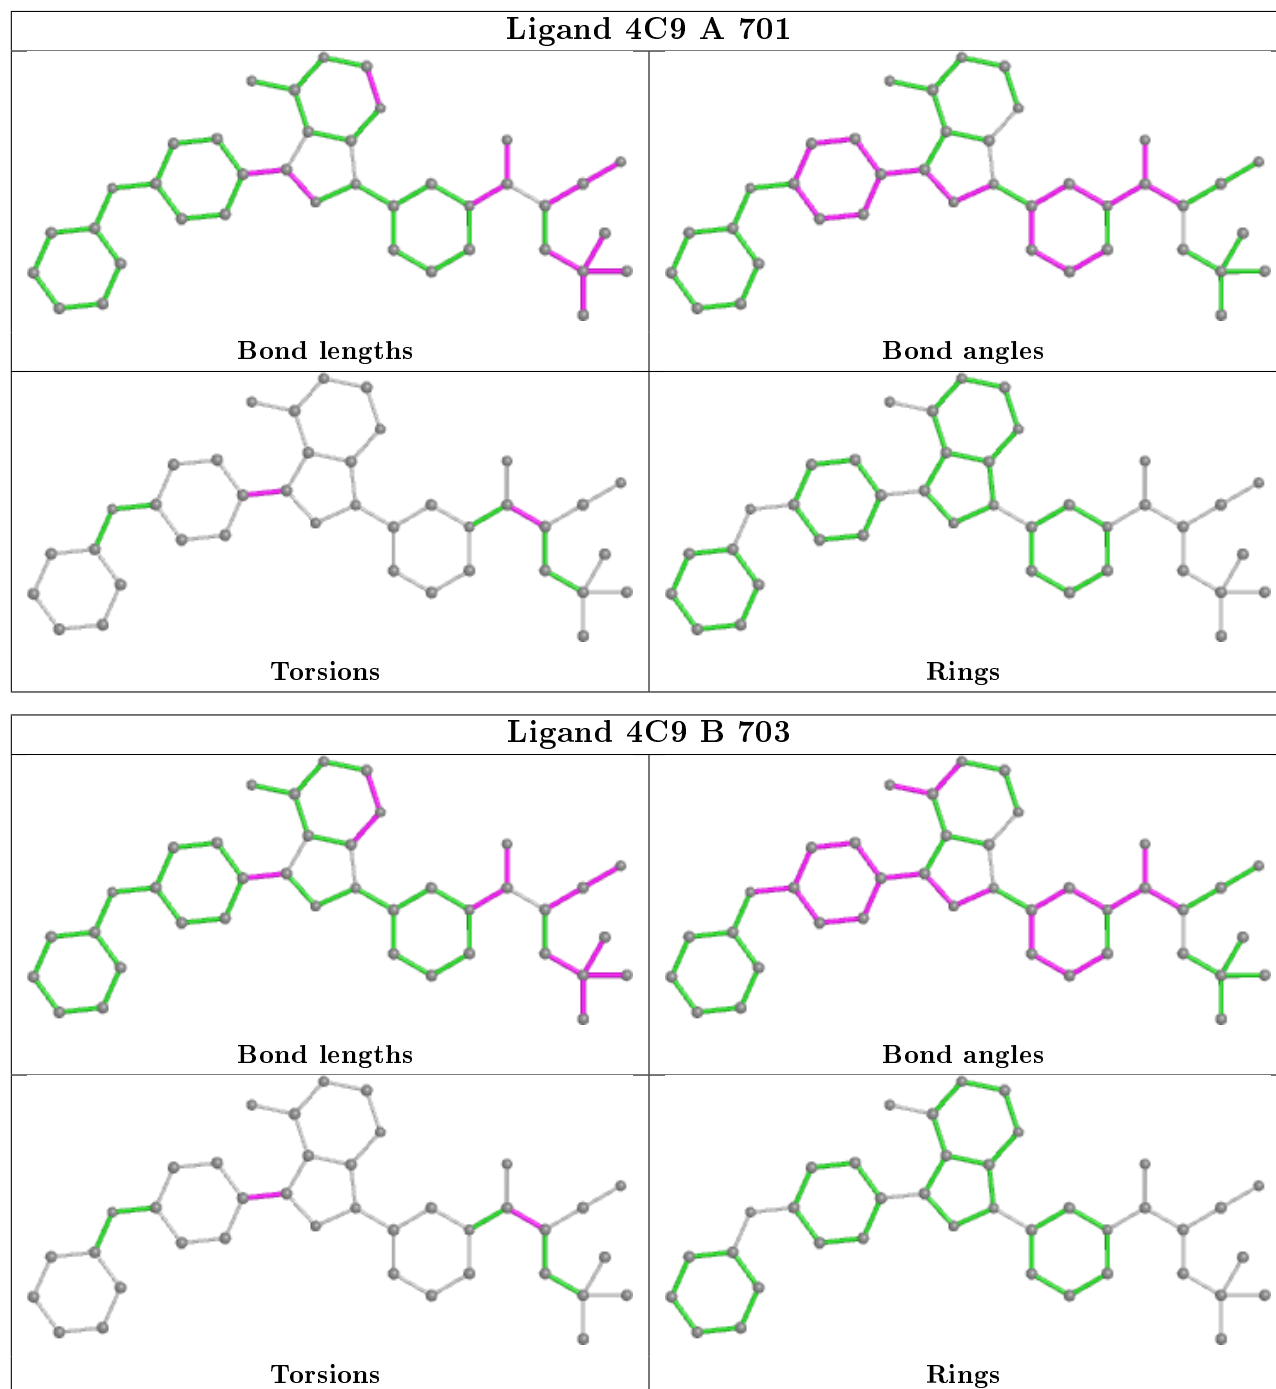 Ligand 4C9 A 701
Bond lengths
Bond angles
Torsions
Rings
Ligand 4C9 B 703
Bond lengths
Bond angles
Torsions
Rings